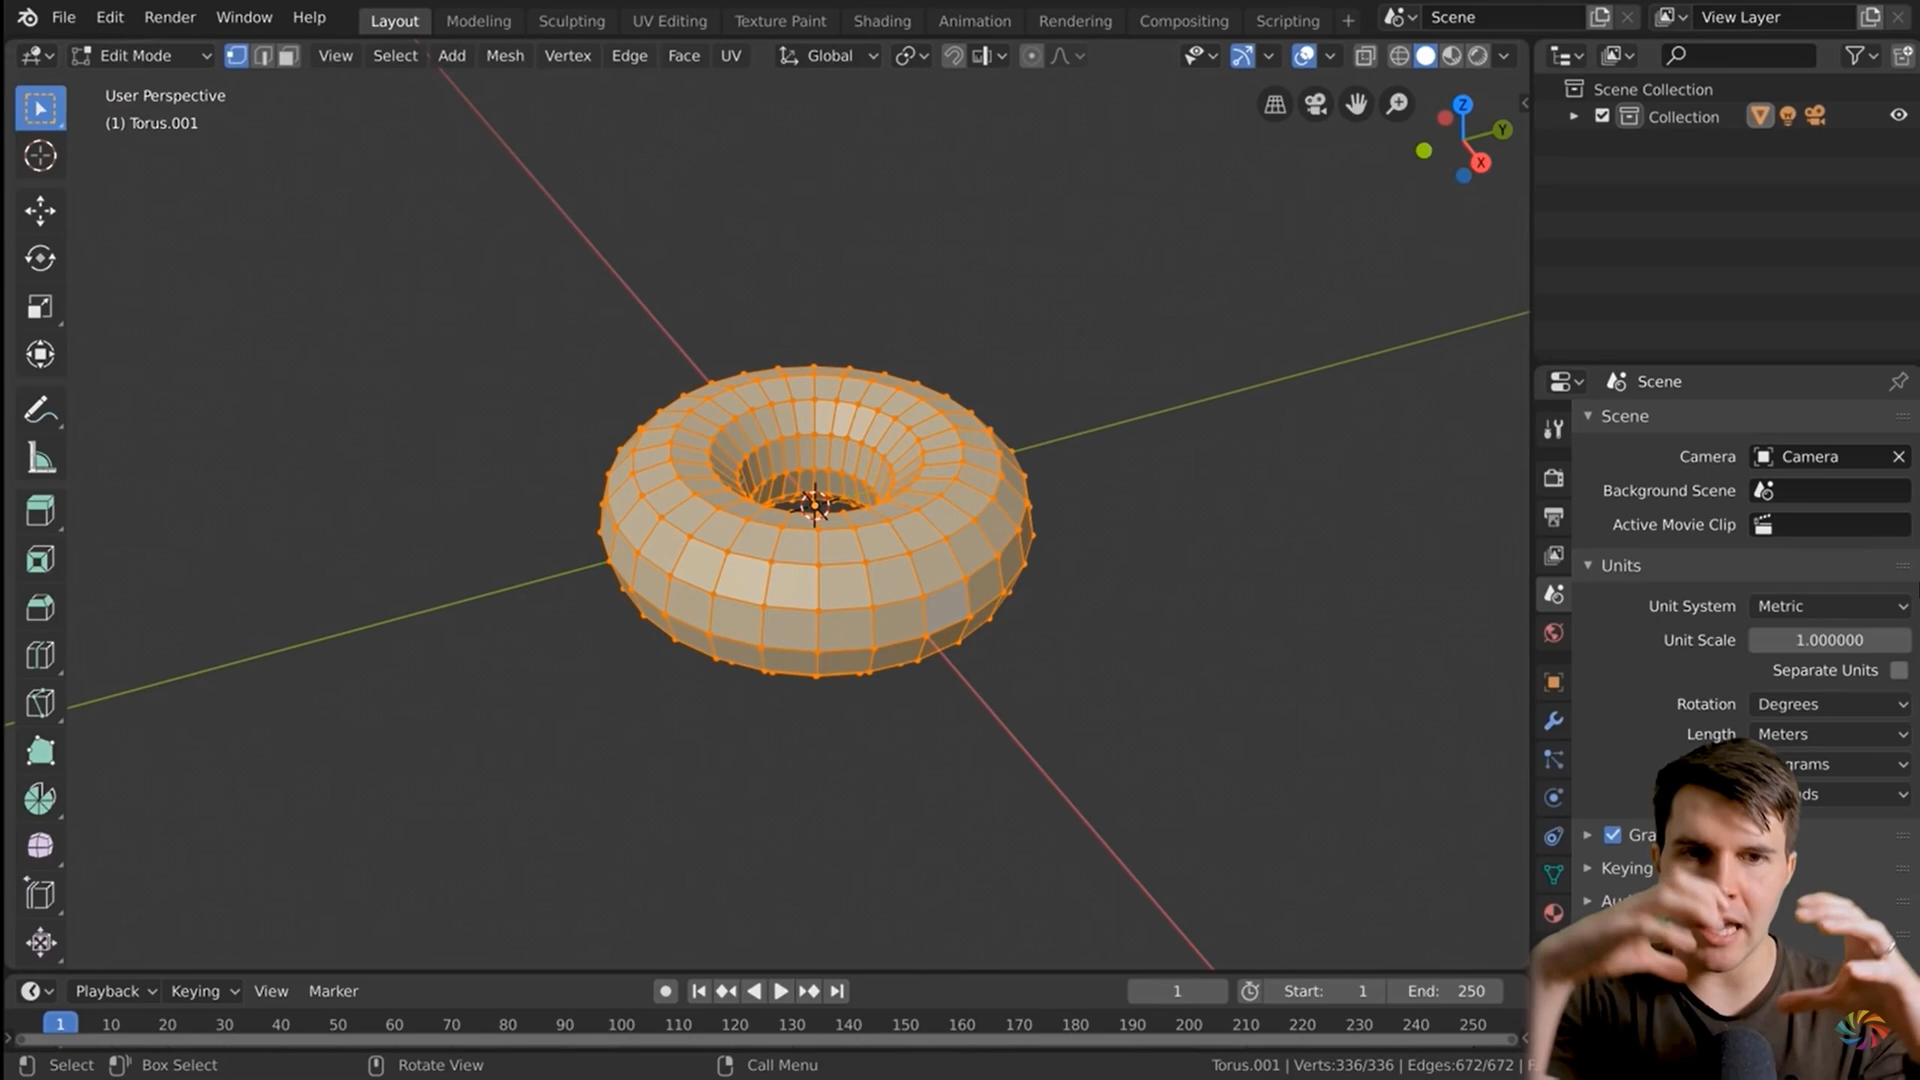 File Edit Render Window Help Layout Modeling Sculpting UV Editing Texture Paint Shading Animation Rendering Compositing Scripting + Scene View Layer
Edit Mode View Select Add Mesh Vertex Edge Face UV Global
User Perspective
(1) Torus.001
Z
Y
X
Scene Collection
Collection
Scene
Scene
Camera Camera
Background Scene
Active Movie Clip
Units
Unit System Metric
Unit Scale 1.000000
Separate Units
Rotation Degrees
Length Meters
grams
ds
Gra
Keying
Au
Playback Keying View Marker 1 Start: 1 End: 250
1 10 20 30 40 50 60 70 80 90 100 110 120 130 140 150 160 170 180 190 200 210 220 230 240 250
Select Box Select Rotate View Call Menu Torus.001 | Verts:336/336 | Edges:672/672 | F